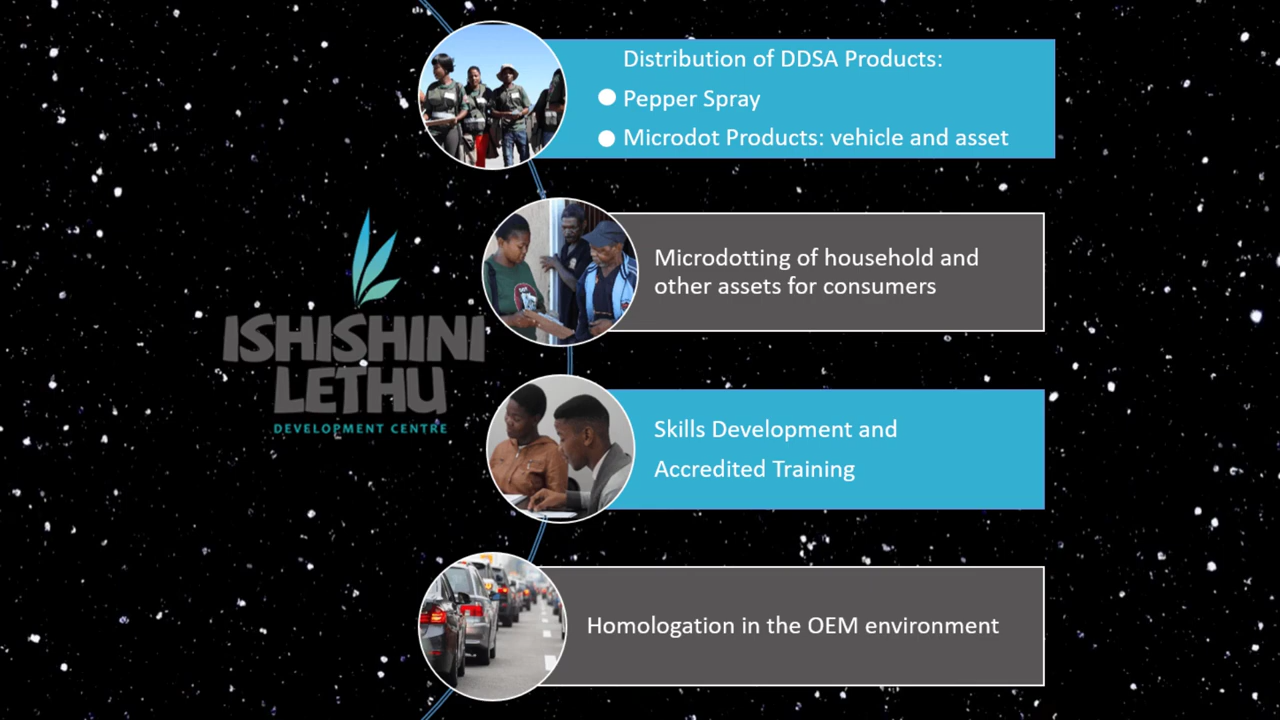 Distribution of DDSA Products:
Pepper Spray
Microdot Products: vehicle and asset
Microdotting of household and
other assets for consumers
ISHISHINI
LETHU
DEVELOPMENT CENTRE
Skills Development and
Accredited Training
Homologation in the OEM environment